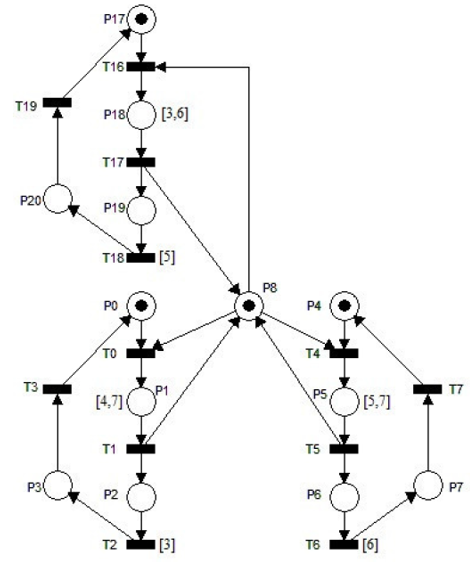 P17
T16
T19
P18 [3,6]
T17
P20
P19
T18 [5]
P8
P0
P4
T0
T4
T3
P1
P5
T7
[4,7]
[5,7]
T1
T5
P3
P2
P6
P7
T2 [3]
T6 [6]